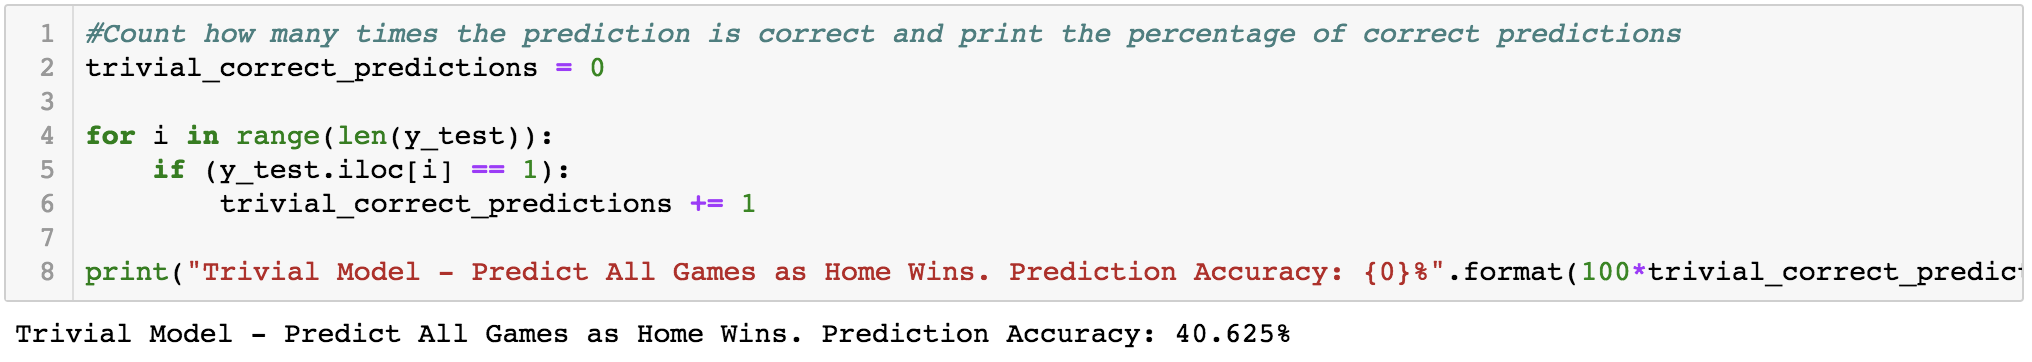 1 #Count how many times the prediction is correct and print the percentage of correct predictions
2 trivial_correct_predictions = 0
3
4 for i in range(len(y_test)):
5     if (y_test.iloc[i] == 1):
6         trivial_correct_predictions += 1
7
8 print("Trivial Model - Predict All Games as Home Wins. Prediction Accuracy: {0}%".format(100*trivial_correct_predic
Trivial Model - Predict All Games as Home Wins. Prediction Accuracy: 40.625%